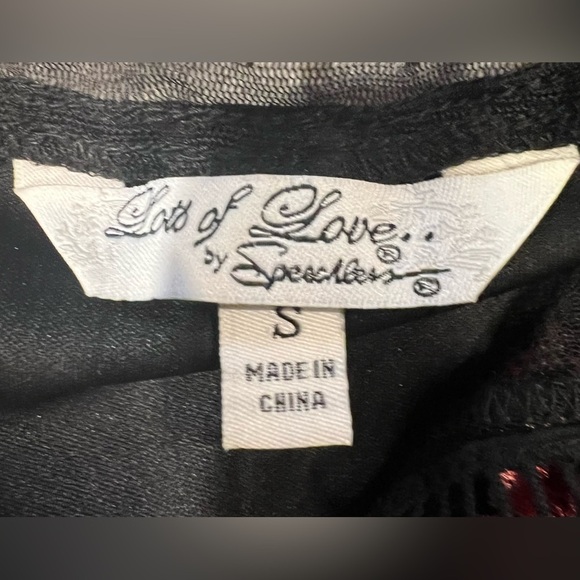 Lots of Love..®
by Speechless®
S
MADE IN
CHINA